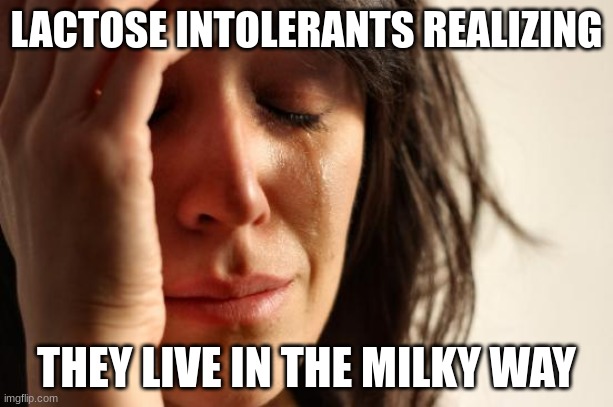 LACTOSE INTOLERANTS REALIZING
THEY LIVE IN THE MILKY WAY
imgflip.com